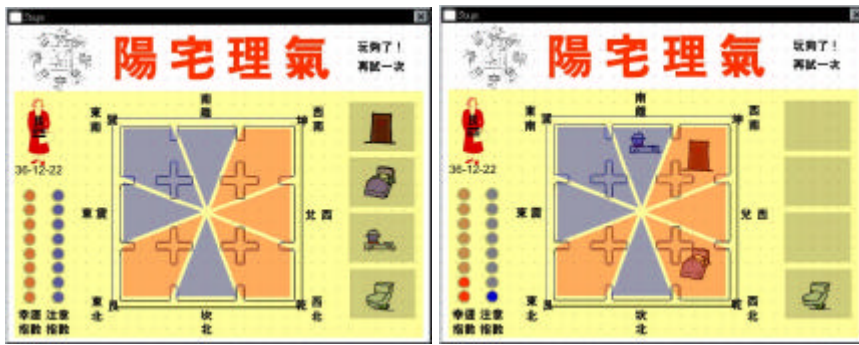 Stage
陽宅理氣
玩夠了!
再試一次
36-12-22
南
離
東南
巽
西南
坤
東 震
兌 西
東北
艮
坎
北
西北
乾
幸運
指數
注意
指數
Stage
陽宅理氣
玩夠了!
再試一次
36-12-22
南
離
東南
巽
西南
坤
東 震
兌 西
東北
艮
坎
北
西北
乾
幸運
指數
注意
指數